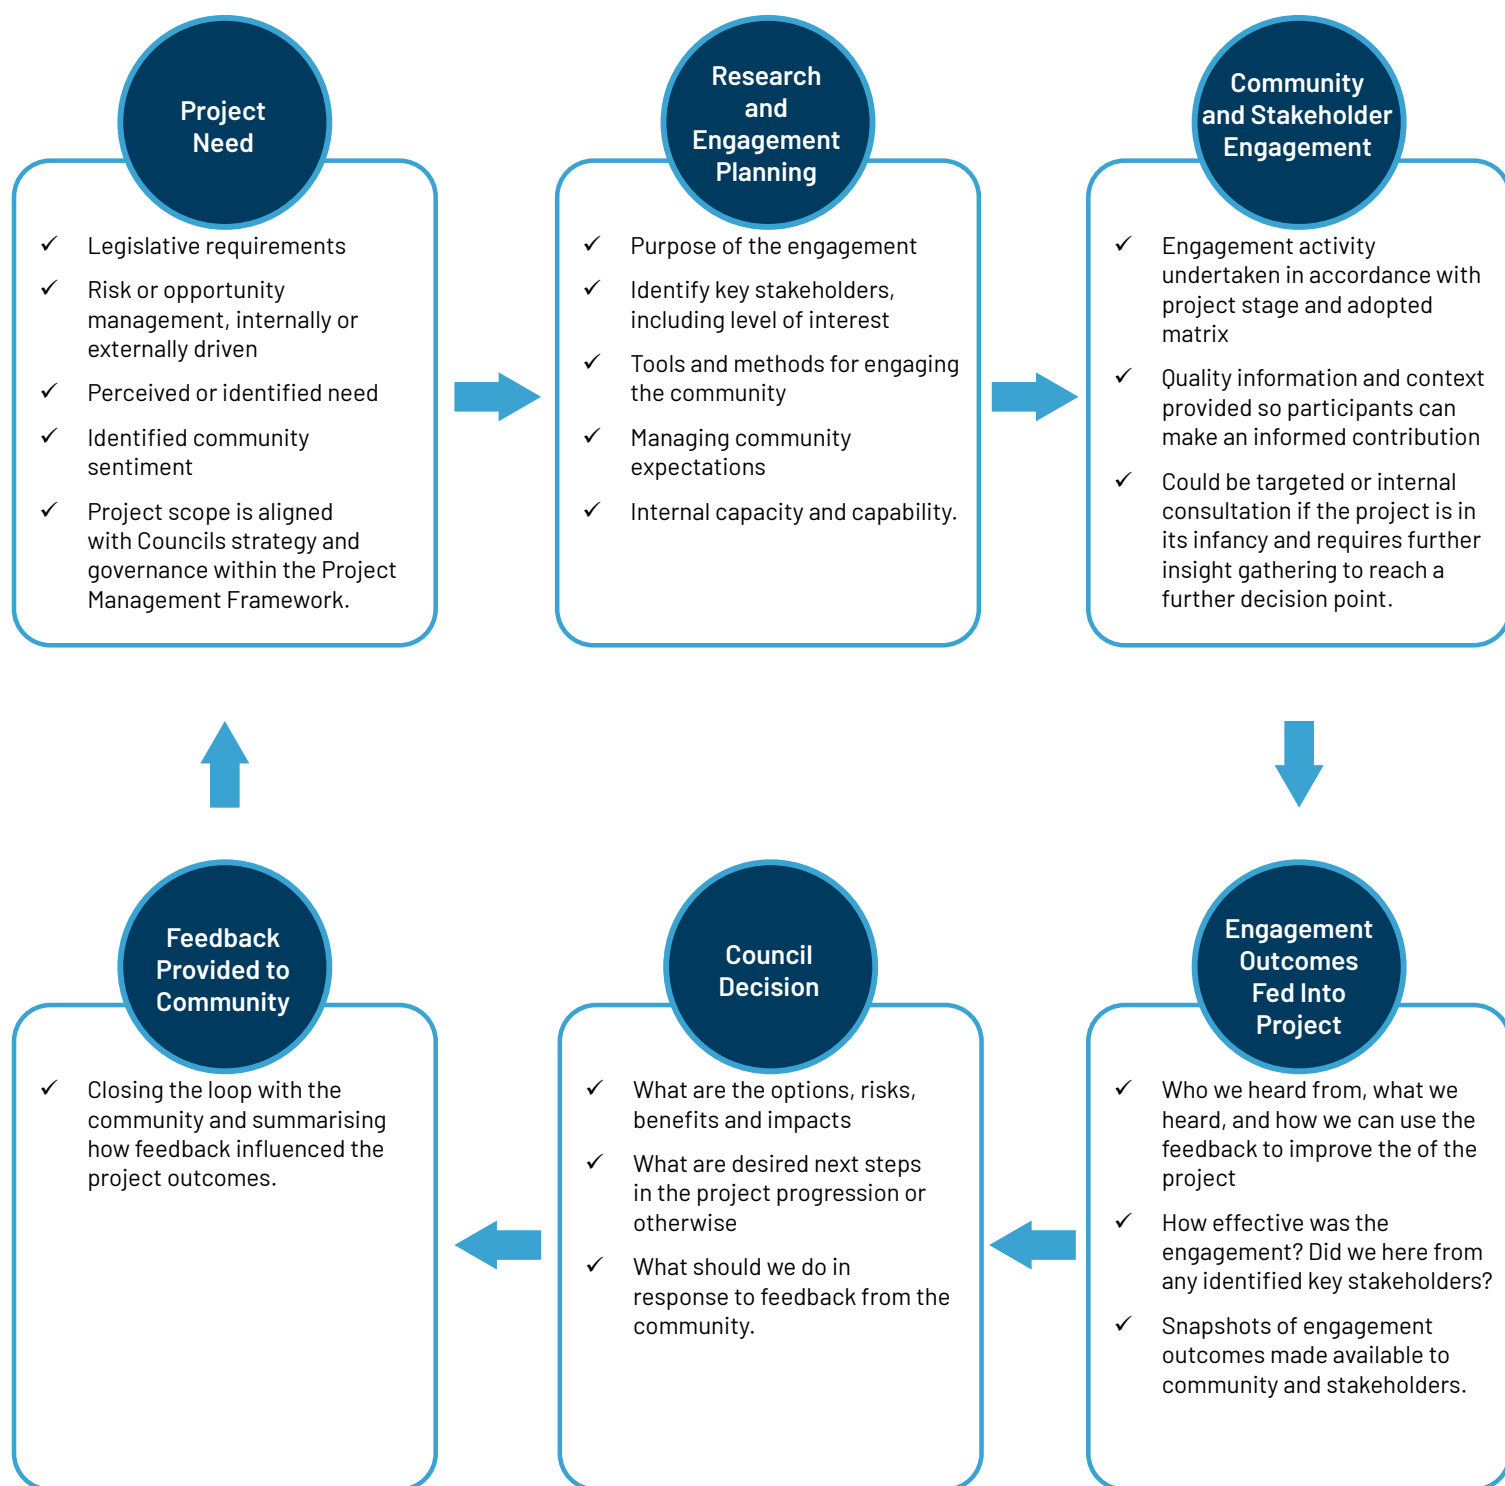 Project
Need
✓ Legislative requirements
✓ Risk or opportunity
management, internally or
externally driven
✓ Perceived or identified need
✓ Identified community
sentiment
✓ Project scope is aligned
with Councils strategy and
governance within the Project
Management Framework.
Research
and
Engagement
Planning
✓ Purpose of the engagement
✓ Identify key stakeholders,
including level of interest
✓ Tools and methods for engaging
the community
✓ Managing community
expectations
✓ Internal capacity and capability.
Community
and Stakeholder
Engagement
✓ Engagement activity
undertaken in accordance with
project stage and adopted
matrix
✓ Quality information and context
provided so participants can
make an informed contribution
✓ Could be targeted or internal
consultation if the project is in
its infancy and requires further
insight gathering to reach a
further decision point.
Engagement
Outcomes
Fed Into
Project
✓ Who we heard from, what we
heard, and how we can use the
feedback to improve the of the
project
✓ How effective was the
engagement? Did we here from
any identified key stakeholders?
✓ Snapshots of engagement
outcomes made available to
community and stakeholders.
Council
Decision
✓ What are the options, risks,
benefits and impacts
✓ What are desired next steps
in the project progression or
otherwise
✓ What should we do in
response to feedback from the
community.
Feedback
Provided to
Community
✓ Closing the loop with the
community and summarising
how feedback influenced the
project outcomes.